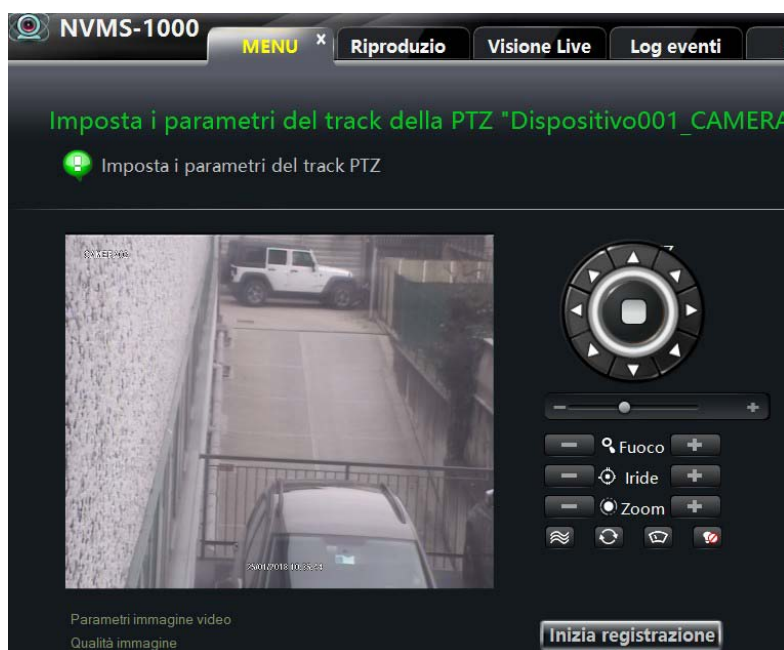 NVMS-1000
MENU x Riproduzio Visione Live Log eventi
Imposta i parametri del track della PTZ "Dispositivo001_CAMERA
Imposta i parametri del track PTZ
Fuoco
Iride
Zoom
Parametri immagine video
Inizia registrazione
Qualità immagine